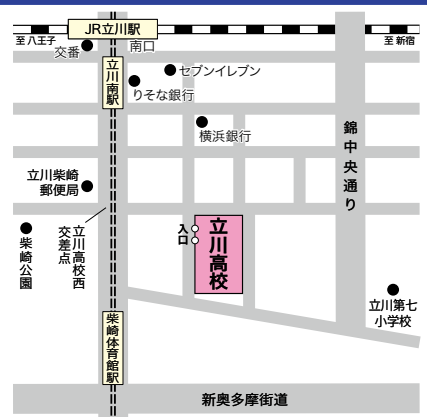 JR立川駅
至 八王子
交番
南口
至 新宿
立川南駅
セブンイレブン
りそな銀行
横浜銀行
錦中央通り
立川柴崎
郵便局
入口
立川高校
柴崎公園
立川高校西
交差点
立川第七
小学校
柴崎体育館駅
新奥多摩街道